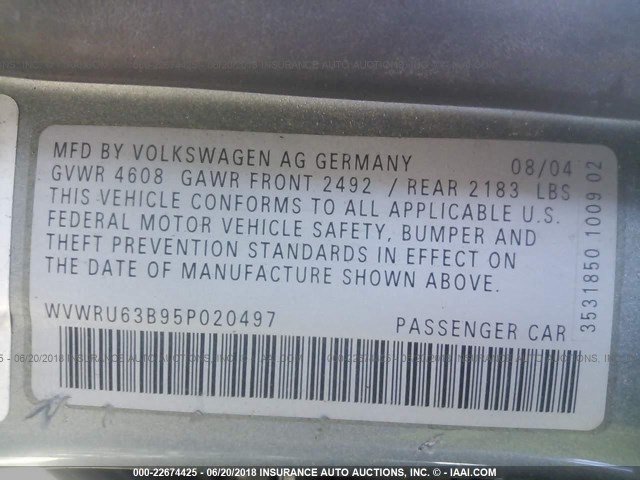 MFD BY VOLKSWAGEN AG GERMANY 08/04
GVWR 4608 GAWR FRONT 2492 / REAR 2183 LBS
THIS VEHICLE CONFORMS TO ALL APPLICABLE U.S.
FEDERAL MOTOR VEHICLE SAFETY, BUMPER AND
THEFT PREVENTION STANDARDS IN EFFECT ON
THE DATE OF MANUFACTURE SHOWN ABOVE.
WVWRU63B95P020497 PASSENGER CAR
3531850 1009 02
000-22674425 - 06/20/2018 - INSURANCE AUTO AUCTIONS, INC. - © - IAAI.COM